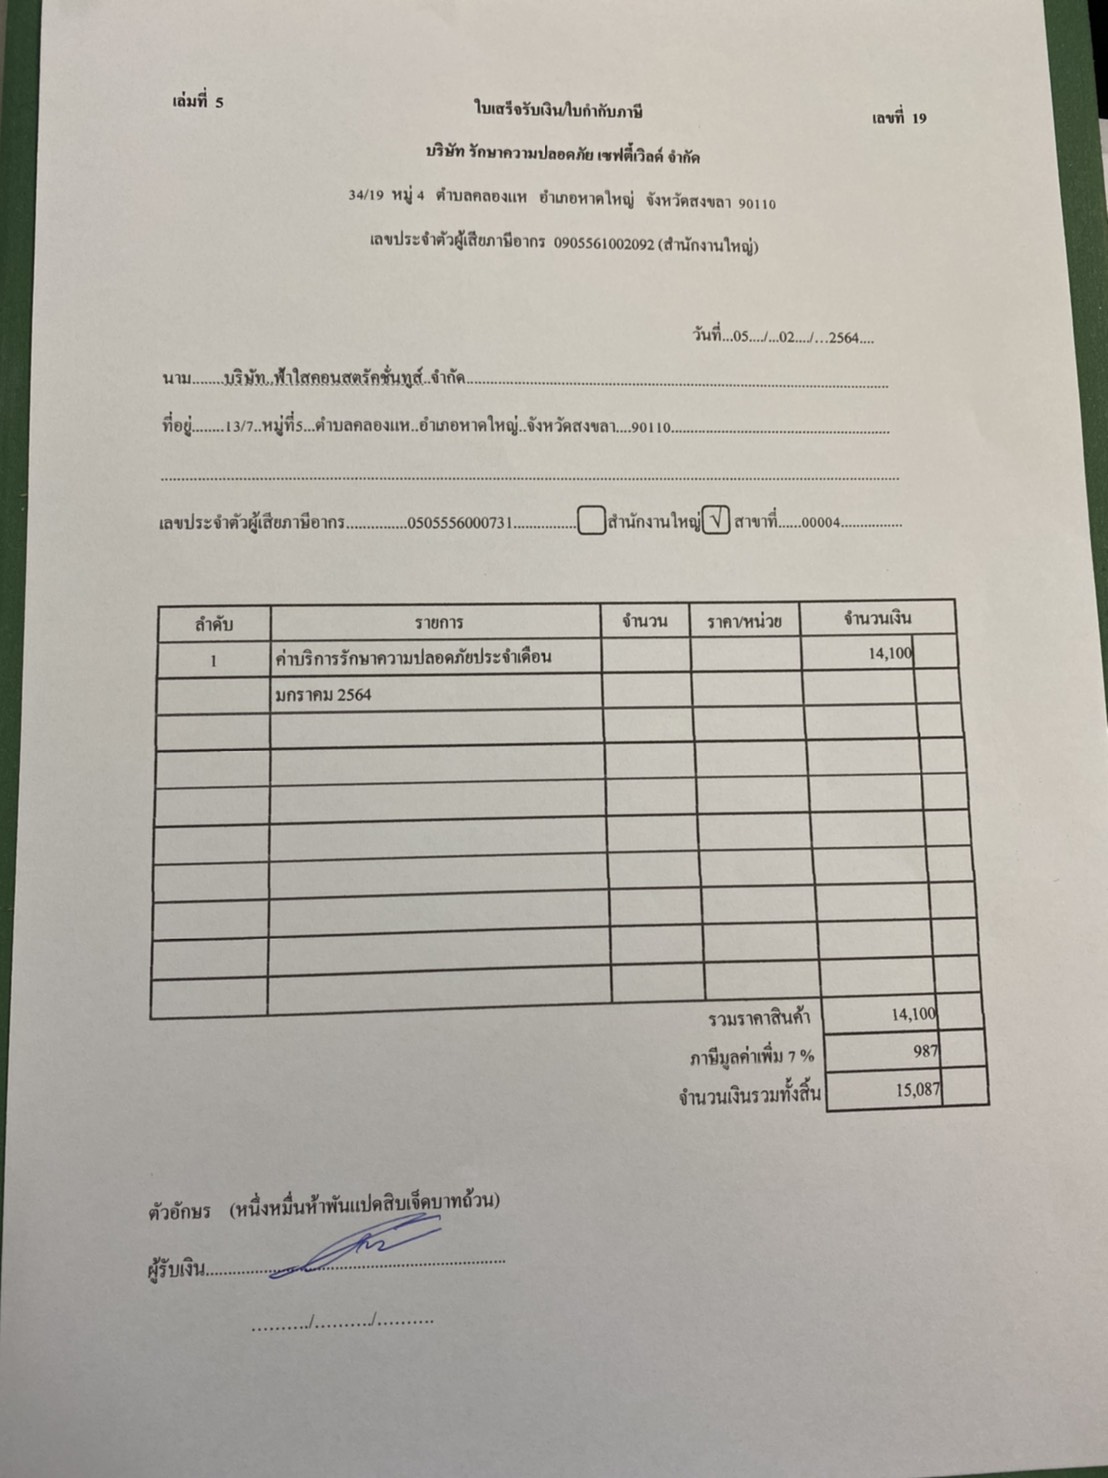 เล่มที่ 5
ใบเสร็จรับเงิน/ใบกำกับภาษี
เลขที่ 19
บริษัท รักษาความปลอดภัย เซฟตี้เวิลด์ จำกัด
34/19 หมู่ 4 ตำบลคลองแห อำเภอหาดใหญ่ จังหวัดสงขลา 90110
เลขประจำตัวผู้เสียภาษีอากร 0905561002092 (สำนักงานใหญ่)
วันที่...05..../...02..../...2564....
นาม........บริษัท..ฟ้าใสคอนสตรัคชั่นทูส์..จำกัด........
ที่อยู่........13/7..หมู่ที่5...ตำบลคลองแห..อำเภอหาดใหญ่..จังหวัดสงขลา....90110........
เลขประจำตัวผู้เสียภาษีอากร..............0505556000731.............. สำนักงานใหญ่ √ สาขาที่......00004...............
ลำดับ รายการ จำนวน ราคา/หน่วย จำนวนเงิน
1 ค่าบริการรักษาความปลอดภัยประจำเดือน 14,100
มกราคม 2564
รวมราคาสินค้า 14,100
ภาษีมูลค่าเพิ่ม 7 % 987
จำนวนเงินรวมทั้งสิ้น 15,087
ตัวอักษร (หนึ่งหมื่นห้าพันแปดสิบเจ็ดบาทถ้วน)
ผู้รับเงิน........
........../........../..........